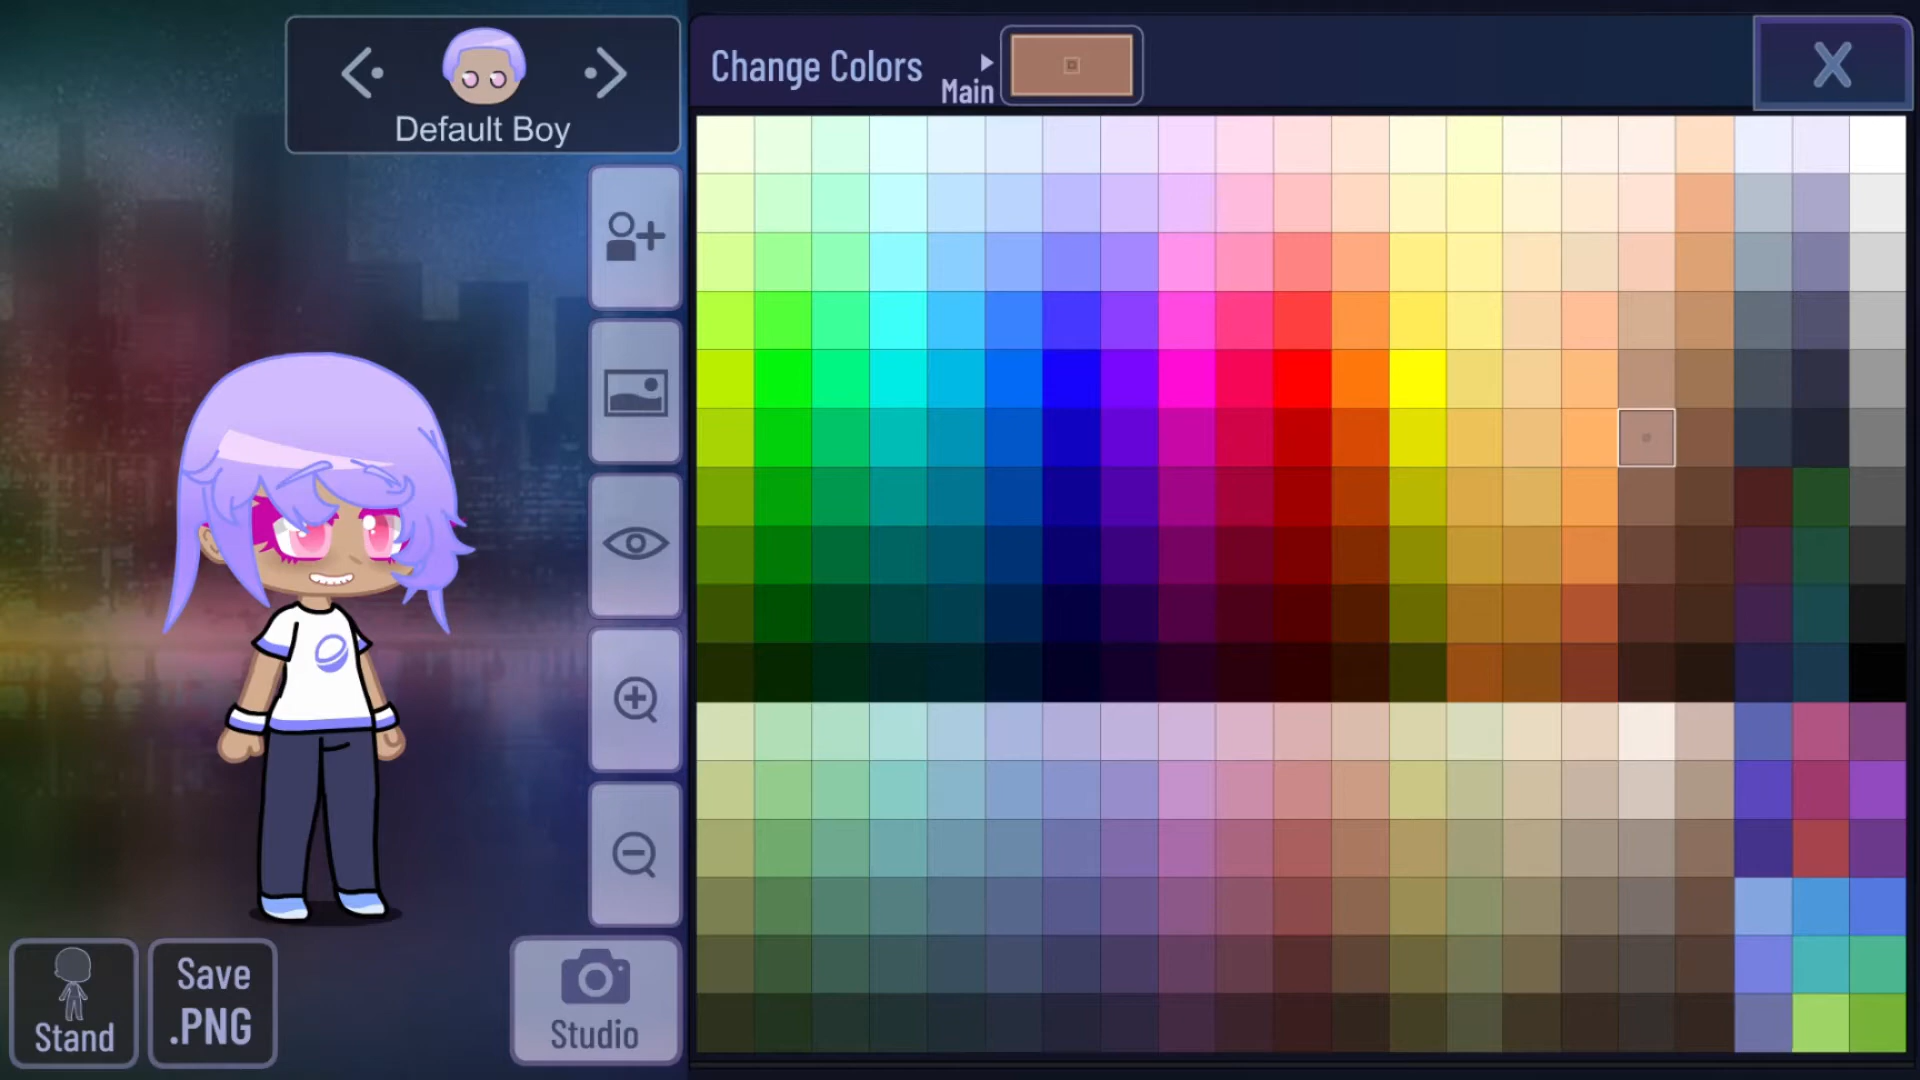 Default Boy
Change Colors
Main
X
Stand
Save
.PNG
Studio